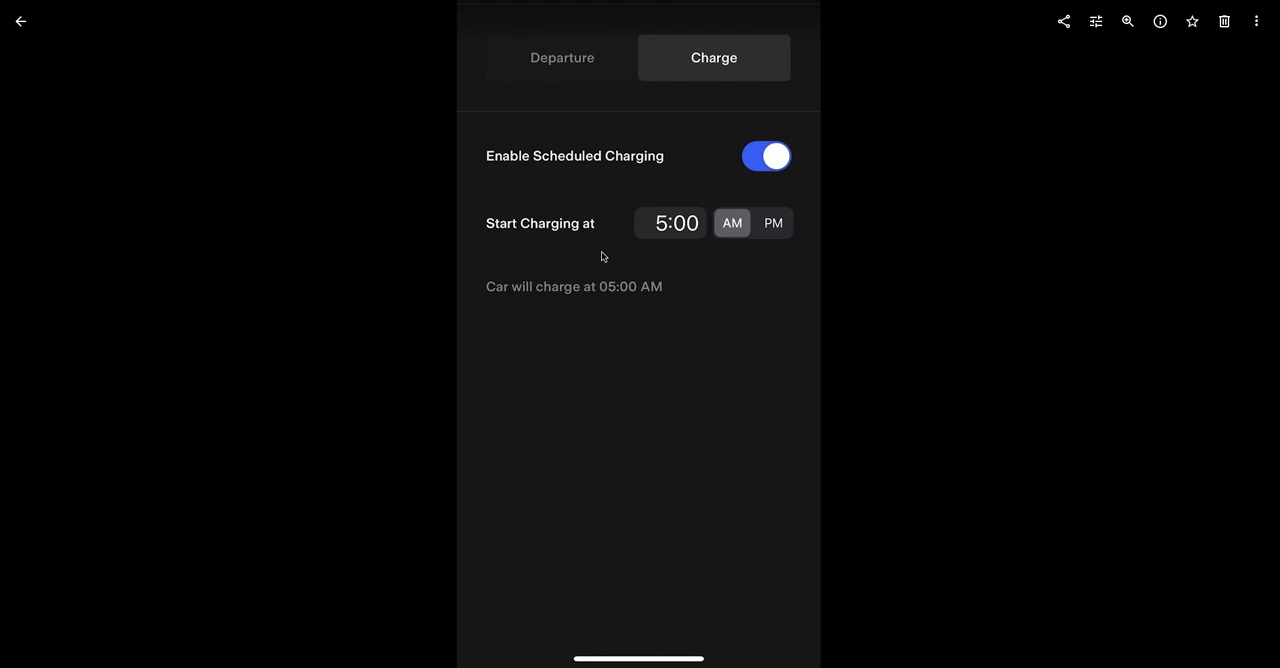 Departure Charge
Enable Scheduled Charging
Start Charging at 5:00 AM PM
Car will charge at 05:00 AM